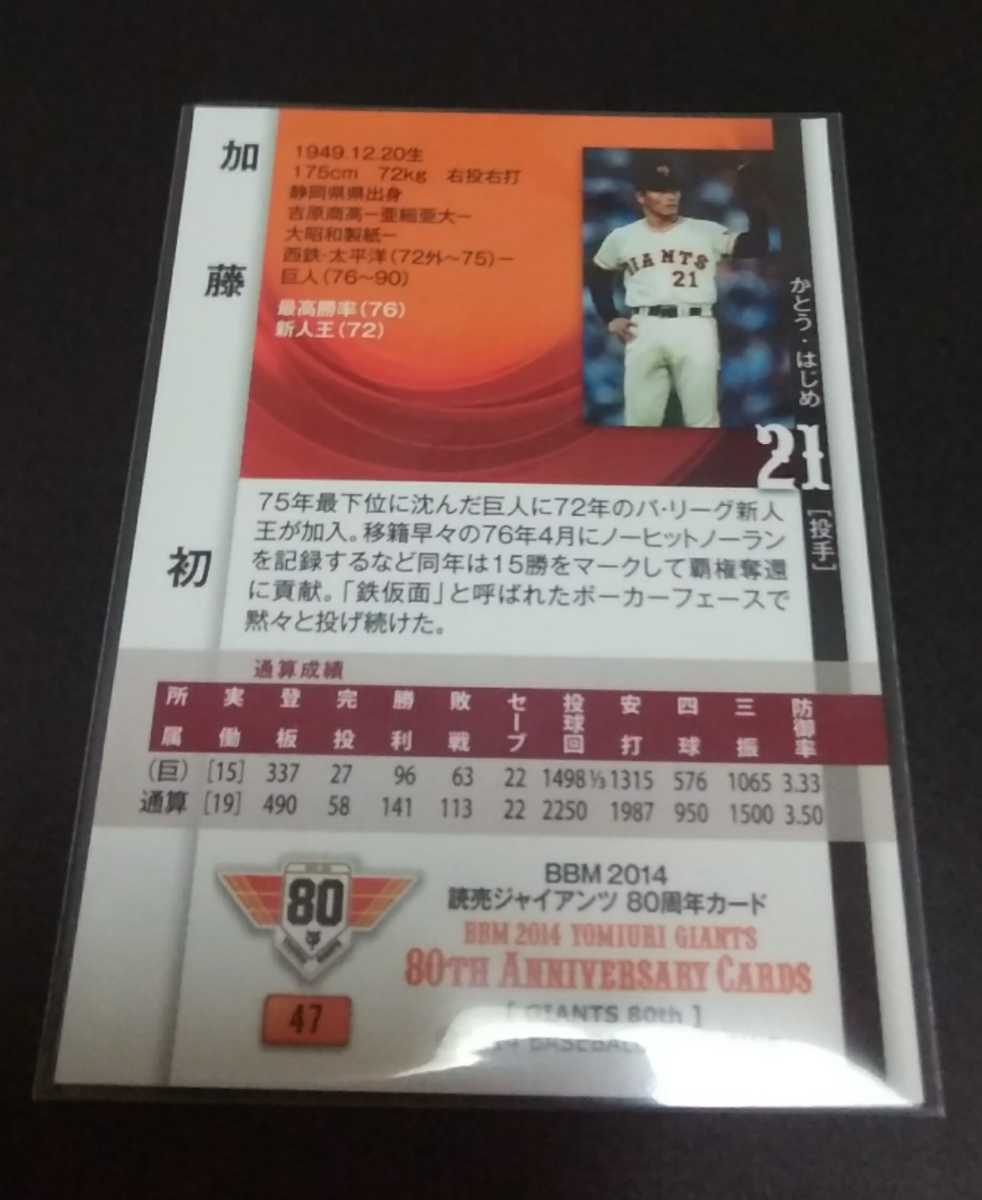 加藤初
1949.12.20生
175cm 72kg 右投右打
静岡県県出身
吉原商高ー亜細亜大ー
大昭和製紙ー
西鉄・太平洋(72外〜75)ー
巨人(76〜90)
最高勝率(76)
新人王(72)
GIANTS
21
かとう・はじめ
21
[投手]
75年最下位に沈んだ巨人に72年のパ・リーグ新人
王が加入。移籍早々の76年4月にノーヒットノーラン
を記録するなど同年は15勝をマークして覇権奪還
に貢献。「鉄仮面」と呼ばれたポーカーフェースで
黙々と投げ続けた。
通算成績
所属 実働 登板 完投 勝利 敗戦 セーブ 投球回 安打 四球 三振 防御率
(巨) [15] 337 27 96 63 22 1498 1/3 1315 576 1065 3.33
通算 [19] 490 58 141 113 22 2250 1987 950 1500 3.50
80
BBM 2014
読売ジャイアンツ 80周年カード
BBM 2014 YOMIURI GIANTS
80TH ANNIVERSARY CARDS
[ GIANTS 80th ]
47